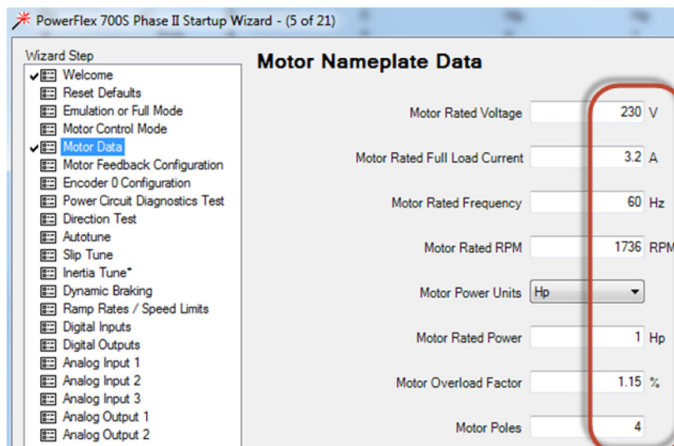 PowerFlex 700S Phase II Startup Wizard - (5 of 21)
Wizard Step
Welcome
Reset Defaults
Emulation or Full Mode
Motor Control Mode
Motor Data
Motor Feedback Configuration
Encoder 0 Configuration
Power Circuit Diagnostics Test
Direction Test
Autotune
Slip Tune
Inertia Tune*
Dynamic Braking
Ramp Rates / Speed Limits
Digital Inputs
Digital Outputs
Analog Input 1
Analog Input 2
Analog Input 3
Analog Output 1
Analog Output 2
Motor Nameplate Data
Motor Rated Voltage 230 V
Motor Rated Full Load Current 3.2 A
Motor Rated Frequency 60 Hz
Motor Rated RPM 1736 RPM
Motor Power Units Hp
Motor Rated Power 1 Hp
Motor Overload Factor 1.15 %
Motor Poles 4